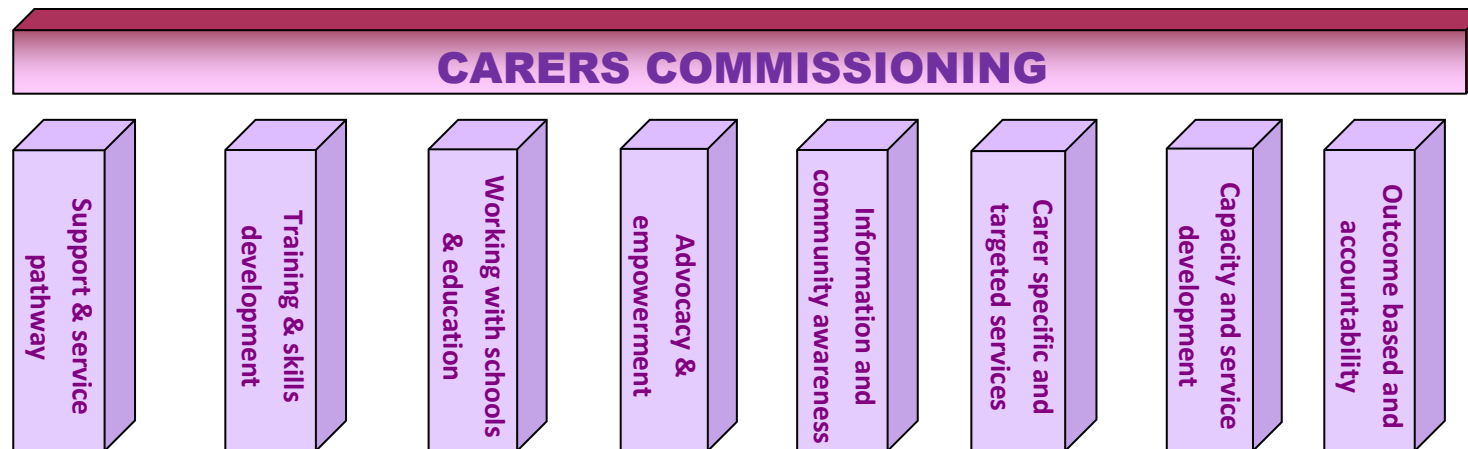 CARERS COMMISSIONING
Support & service
pathway
Training & skills
development
Working with schools
& education
Advocacy &
empowerment
Information and
community awareness
Carer specific and
targeted services
Capacity and service
development
Outcome based and
accountability